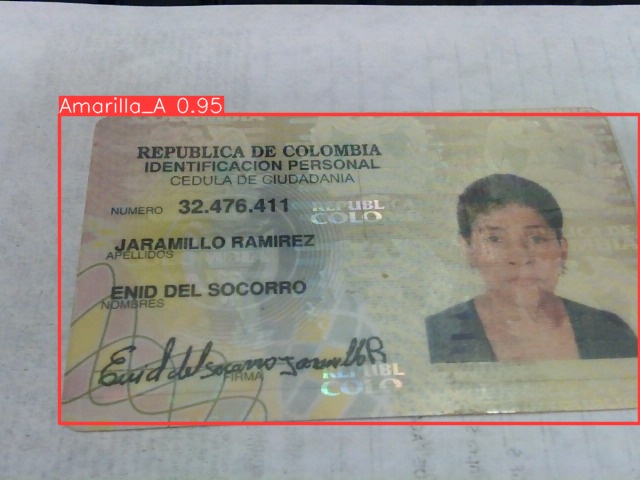 Amarilla_A 0.95
REPUBLICA DE COLOMBIA
IDENTIFICACION PERSONAL
CEDULA DE CIUDADANIA
NUMERO 32.476.411
REPUBL
COLO
JARAMILLO RAMIREZ
APELLIDOS
ENID DEL SOCORRO
NOMBRES
Enid del Socorro Jaramillo R
FIRMA
REPUBL
COLO